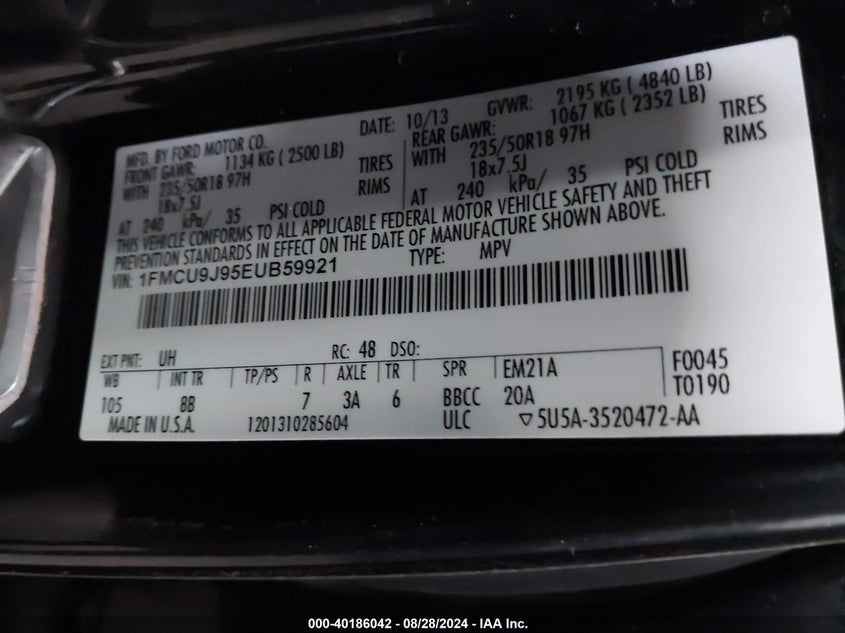 MFD. BY FORD MOTOR CO.
DATE: 10/13 GVWR: 2195 KG ( 4840 LB)
FRONT GAWR: 1134 KG ( 2500 LB)
REAR GAWR: 1067 KG ( 2352 LB)
WITH 235/50R18 97H TIRES
WITH 235/50R18 97H TIRES
18x7.5J RIMS
18x7.5J RIMS
AT 240 kPa/ 35 PSI COLD
AT 240 kPa/ 35 PSI COLD
THIS VEHICLE CONFORMS TO ALL APPLICABLE FEDERAL MOTOR VEHICLE SAFETY AND THEFT
PREVENTION STANDARDS IN EFFECT ON THE DATE OF MANUFACTURE SHOWN ABOVE.
VIN: 1FMCU9J95EUB59921 TYPE: MPV
EXT PNT: UH RC: 48 DSO:
WB INT TR TP/PS R AXLE TR SPR EM21A F0045
105 8B 7 3A 6 BBCC 20A T0190
MADE IN U.S.A. 1201310285604 ULC ▽5U5A-3520472-AA
000-40186042 - 08/28/2024 - IAA Inc.